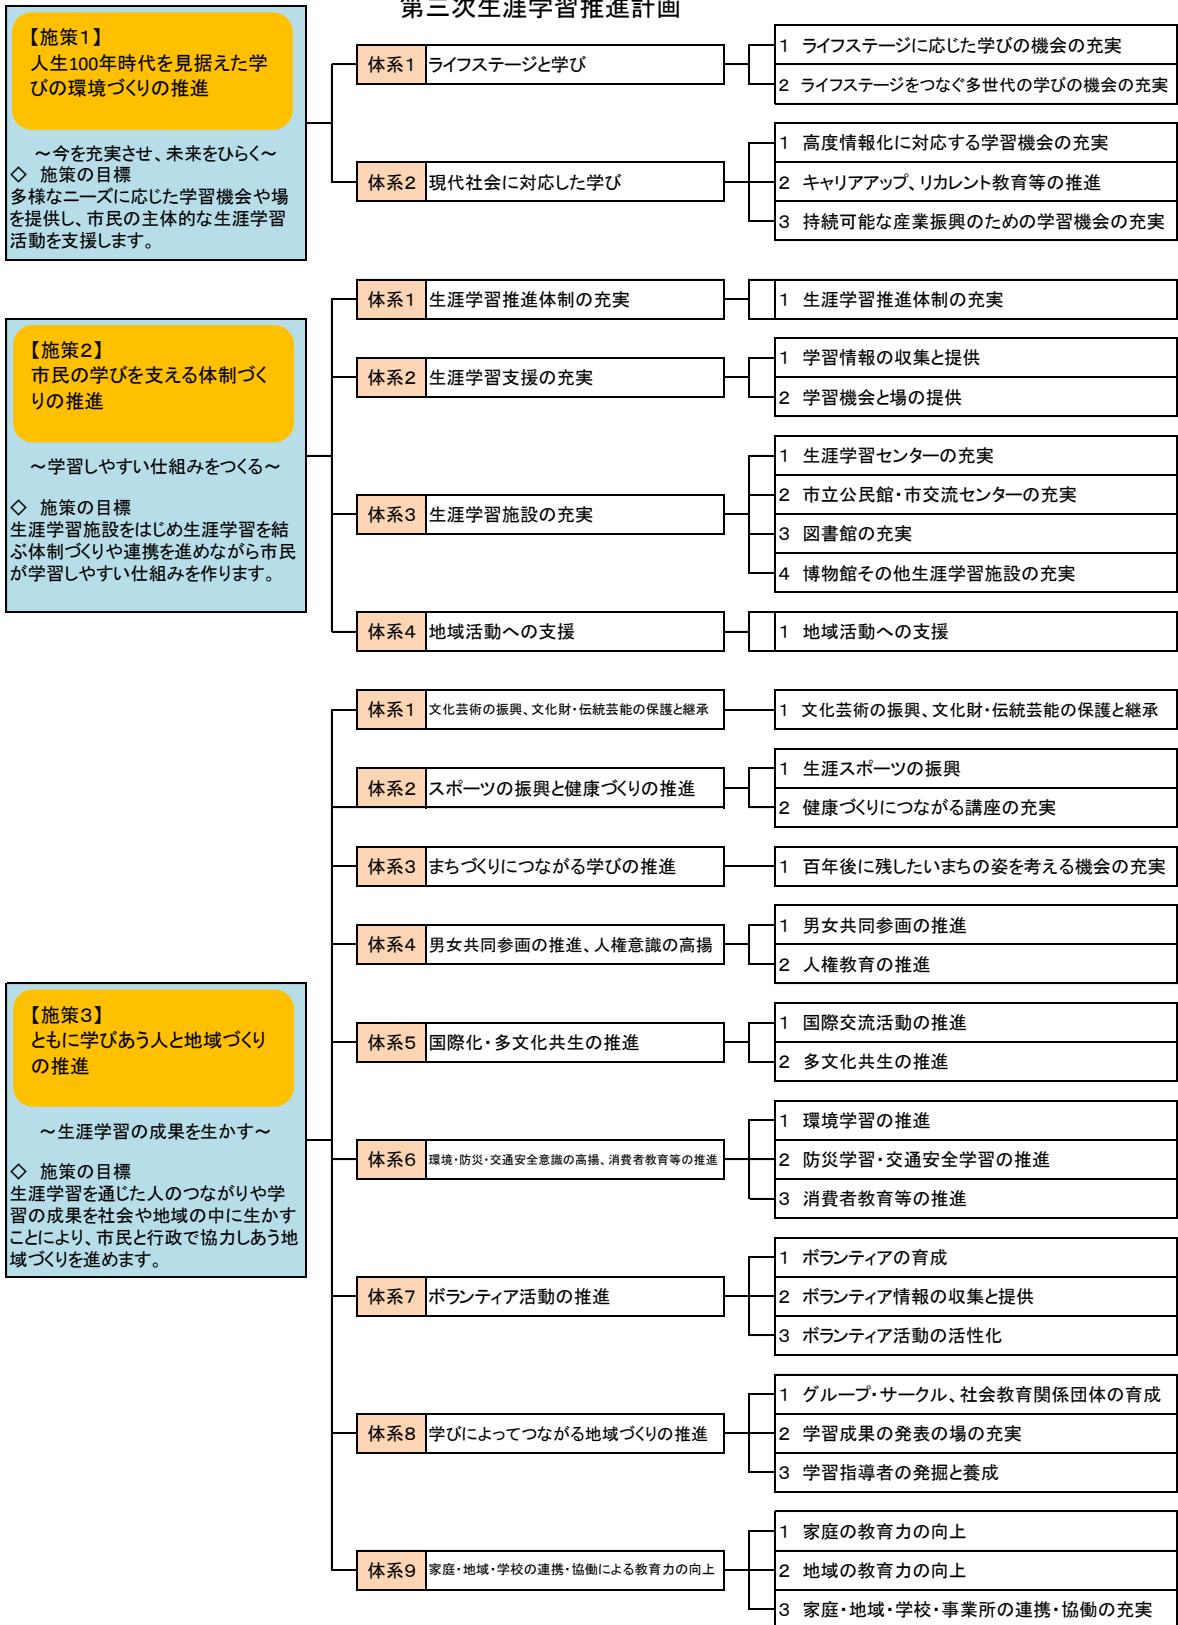 第三次生涯学習推進計画
【施策1】
人生100年時代を見据えた学
びの環境づくりの推進
～今を充実させ、未来をひらく～
◇ 施策の目標
多様なニーズに応じた学習機会や場
を提供し、市民の主体的な生涯学習
活動を支援します。
体系1 ライフステージと学び
1 ライフステージに応じた学びの機会の充実
2 ライフステージをつなぐ多世代の学びの機会の充実
体系2 現代社会に対応した学び
1 高度情報化に対応する学習機会の充実
2 キャリアアップ、リカレント教育等の推進
3 持続可能な産業振興のための学習機会の充実
【施策2】
市民の学びを支える体制づく
りの推進
～学習しやすい仕組みをつくる～
◇ 施策の目標
生涯学習施設をはじめ生涯学習を結
ぶ体制づくりや連携を進めながら市民
が学習しやすい仕組みを作ります。
体系1 生涯学習推進体制の充実
1 生涯学習推進体制の充実
体系2 生涯学習支援の充実
1 学習情報の収集と提供
2 学習機会と場の提供
体系3 生涯学習施設の充実
1 生涯学習センターの充実
2 市立公民館・市交流センターの充実
3 図書館の充実
4 博物館その他生涯学習施設の充実
体系4 地域活動への支援
1 地域活動への支援
【施策3】
ともに学びあう人と地域づくり
の推進
～生涯学習の成果を生かす～
◇ 施策の目標
生涯学習を通じた人のつながりや学
習の成果を社会や地域の中に生かす
ことにより、市民と行政で協力しあう地
域づくりを進めます。
体系1 文化芸術の振興、文化財・伝統芸能の保護と継承
1 文化芸術の振興、文化財・伝統芸能の保護と継承
体系2 スポーツの振興と健康づくりの推進
1 生涯スポーツの振興
2 健康づくりにつながる講座の充実
体系3 まちづくりにつながる学びの推進
1 百年後に残したいまちの姿を考える機会の充実
体系4 男女共同参画の推進、人権意識の高揚
1 男女共同参画の推進
2 人権教育の推進
体系5 国際化・多文化共生の推進
1 国際交流活動の推進
2 多文化共生の推進
体系6 環境・防災・交通安全意識の高揚、消費者教育等の推進
1 環境学習の推進
2 防災学習・交通安全学習の推進
3 消費者教育等の推進
体系7 ボランティア活動の推進
1 ボランティアの育成
2 ボランティア情報の収集と提供
3 ボランティア活動の活性化
体系8 学びによってつながる地域づくりの推進
1 グループ・サークル、社会教育関係団体の育成
2 学習成果の発表の場の充実
3 学習指導者の発掘と養成
体系9 家庭・地域・学校の連携・協働による教育力の向上
1 家庭の教育力の向上
2 地域の教育力の向上
3 家庭・地域・学校・事業所の連携・協働の充実